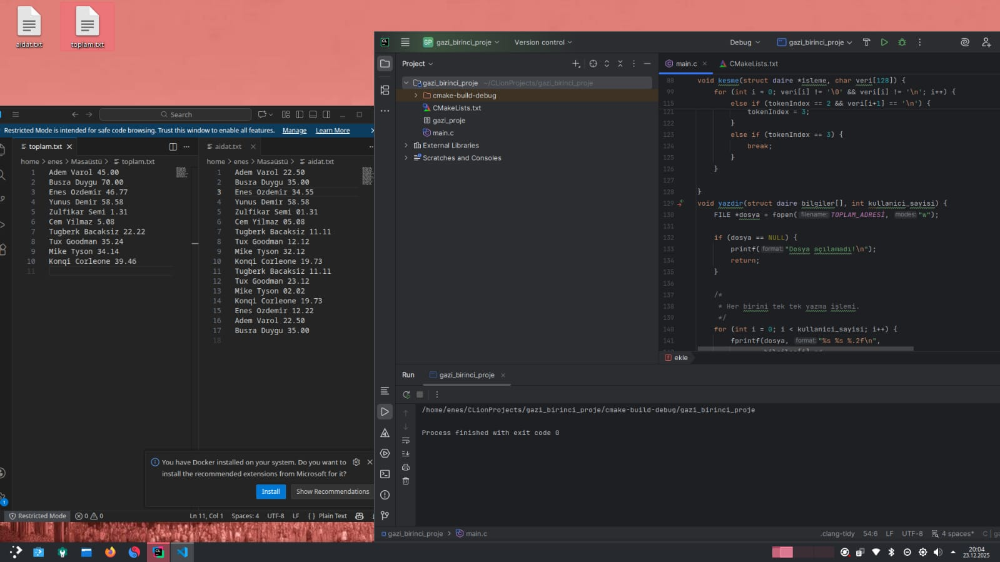 aidat.txt
toplam.txt
Search
Restricted Mode is intended for safe code browsing. Trust this window to enable all features. Manage Learn More
toplam.txt
home > enes > Masaüstü > toplam.txt
1 Adem Varol 45.00
2 Busra Duygu 70.00
3 Enes Ozdemir 46.77
4 Yunus Demir 58.58
5 Zulfikar Semi 1.31
6 Cem Yilmaz 5.08
7 Tugberk Bacaksiz 22.22
8 Tux Goodman 35.24
9 Mike Tyson 34.14
10 Konqi Corleone 39.46
11
aidat.txt
home > enes > Masaüstü > aidat.txt
1 Adem Varol 22.50
2 Busra Duygu 35.00
3 Enes Ozdemir 34.55
4 Yunus Demir 58.58
5 Zulfikar Semi 01.31
6 Cem Yilmaz 05.08
7 Tugberk Bacaksiz 11.11
8 Tux Goodman 12.12
9 Mike Tyson 32.12
10 Konqi Corleone 19.73
11 Tugberk Bacaksiz 11.11
12 Tux Goodman 23.12
13 Mike Tyson 02.02
14 Konqi Corleone 19.73
15 Enes Ozdemir 12.22
16 Adem Varol 22.50
17 Busra Duygu 35.00
18
You have Docker installed on your system. Do you want to
install the recommended extensions from Microsoft for it?
Install Show Recommendations
1
Restricted Mode 0 0 Ln 11, Col 1 Spaces: 4 UTF-8 LF { } Plain Text
CL GP gazi_birinci_proje Version control Debug gazi_birinci_proje
Project
gazi_birinci_proje ~/CLionProjects/gazi_birinci_proje
cmake-build-debug
CMakeLists.txt
gazi_proje
main.c
External Libraries
Scratches and Consoles
main.c CMakeLists.txt
88 void kesme(struct daire *isleme, char veri[128]) {
99 for (int i = 0; veri[i] != '\0' && veri[i] != '\n'; i++) {
115 else if (tokenIndex == 2 && veri[i+1] == '\n') {
121 tokenIndex = 3;
122 }
123 else if (tokenIndex == 3) {
124 break;
125 }
126 }
127
128 }
129 void yazdir(struct daire bilgiler[], int kullanici_sayisi) {
130 FILE *dosya = fopen( filename: TOPLAM_ADRESİ, modes: "w");
131
132 if (dosya == NULL) {
133 printf( format: "Dosya açılamadı!\n");
134 return;
135 }
136
137 /*
138 * Her birini tek tek yazma işlemi.
139 */
140 for (int i = 0; i < kullanici_sayisi; i++) {
141 fprintf(dosya, format: "%s %s %.2f\n",
ekle
Run gazi_birinci_proje
/home/enes/CLionProjects/gazi_birinci_proje/cmake-build-debug/gazi_birinci_proje
Process finished with exit code 0
gazi_birinci_proje > main.c .clang-tidy 54:6 LF UTF-8 4 spaces* C
CL
20:04
23.12.2025